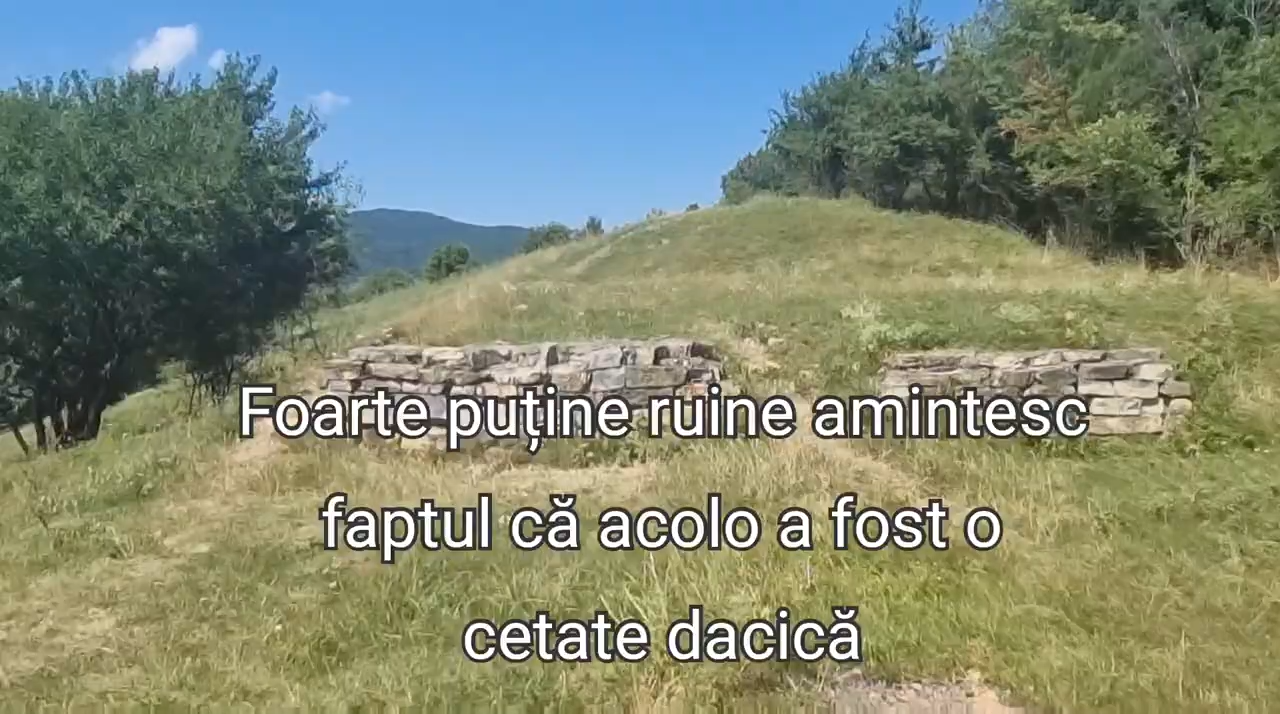 Foarte puține ruine amintesc
faptul că acolo a fost o
cetate dacică